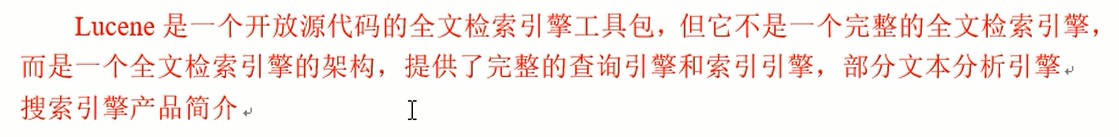 Lucene 是一个开放源代码的全文检索引擎工具包，但它不是一个完整的全文检索引擎，
而是一个全文检索引擎的架构，提供了完整的查询引擎和索引引擎，部分文本分析引擎
搜索引擎产品简介